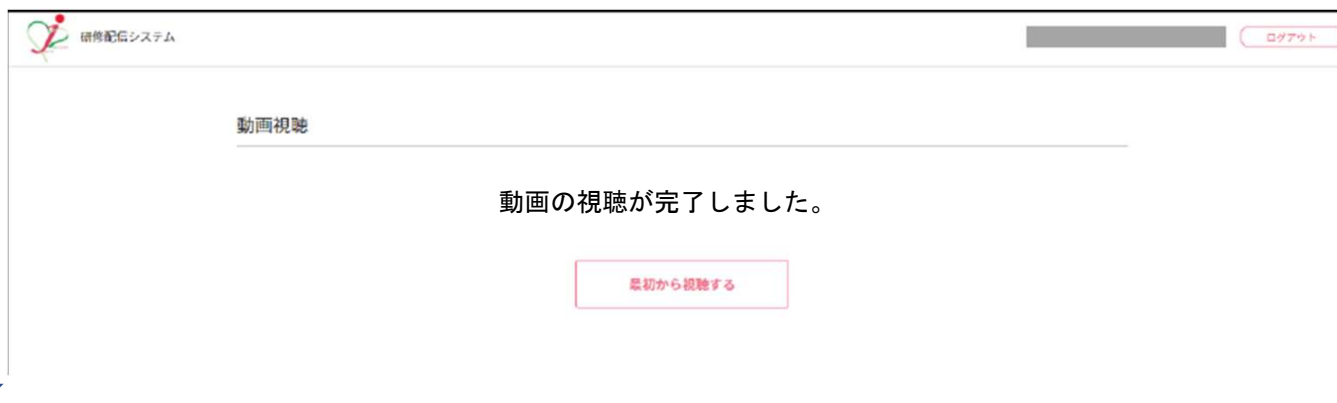 研修配信システム
ログアウト
動画視聴
動画の視聴が完了しました。
最初から視聴する